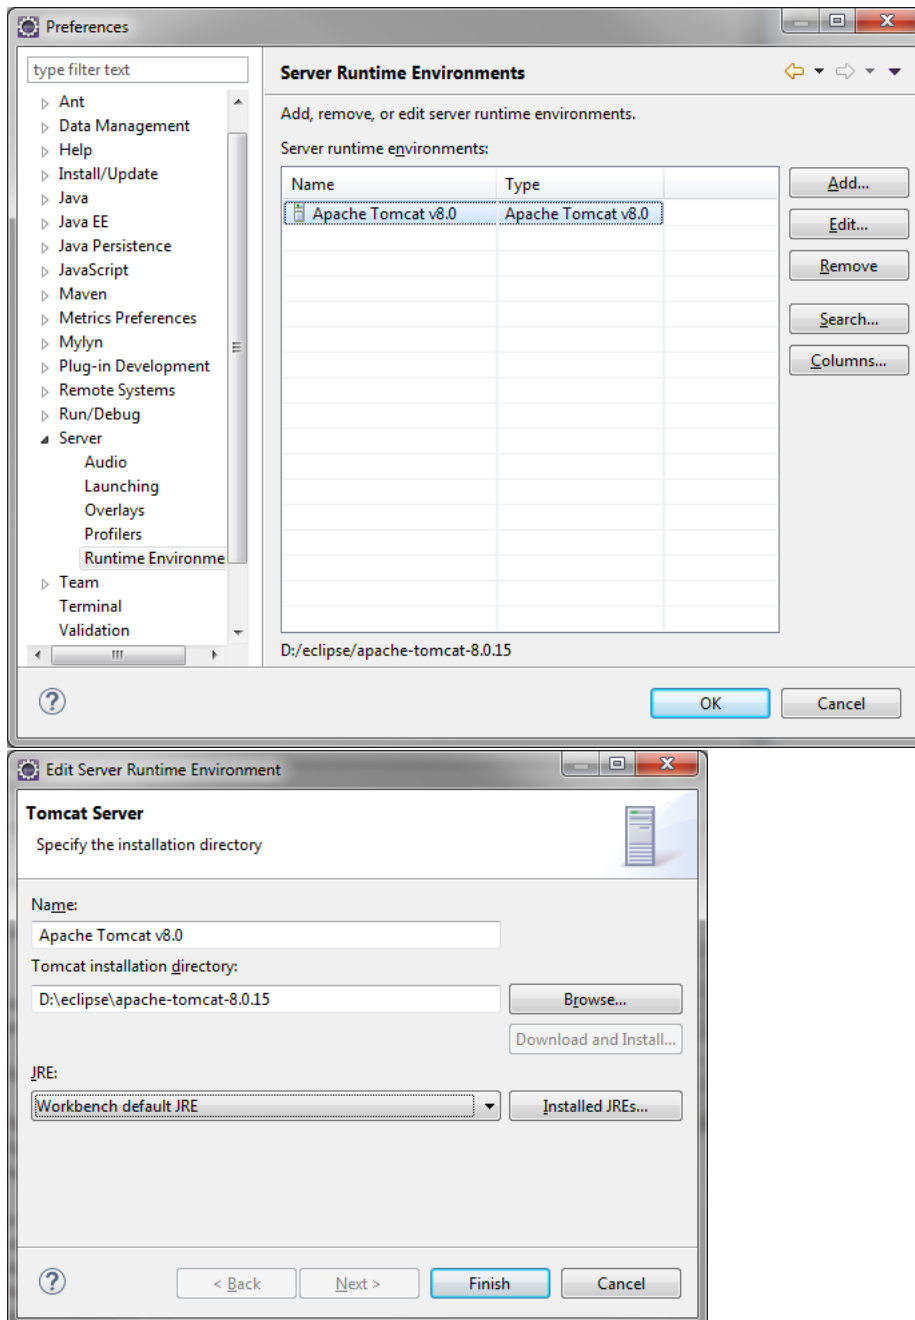 Preferences
type filter text
Ant
Data Management
Help
Install/Update
Java
Java EE
Java Persistence
JavaScript
Maven
Metrics Preferences
Mylyn
Plug-in Development
Remote Systems
Run/Debug
Server
Audio
Launching
Overlays
Profilers
Runtime Environme
Team
Terminal
Validation
Server Runtime Environments
Add, remove, or edit server runtime environments.
Server runtime environments:
Name Type
Apache Tomcat v8.0 Apache Tomcat v8.0
Add...
Edit...
Remove
Search...
Columns...
D:/eclipse/apache-tomcat-8.0.15
OK Cancel
Edit Server Runtime Environment
Tomcat Server
Specify the installation directory
Name:
Apache Tomcat v8.0
Tomcat installation directory:
D:\eclipse\apache-tomcat-8.0.15 Browse...
Download and Install...
JRE:
Workbench default JRE Installed JREs...
< Back Next > Finish Cancel